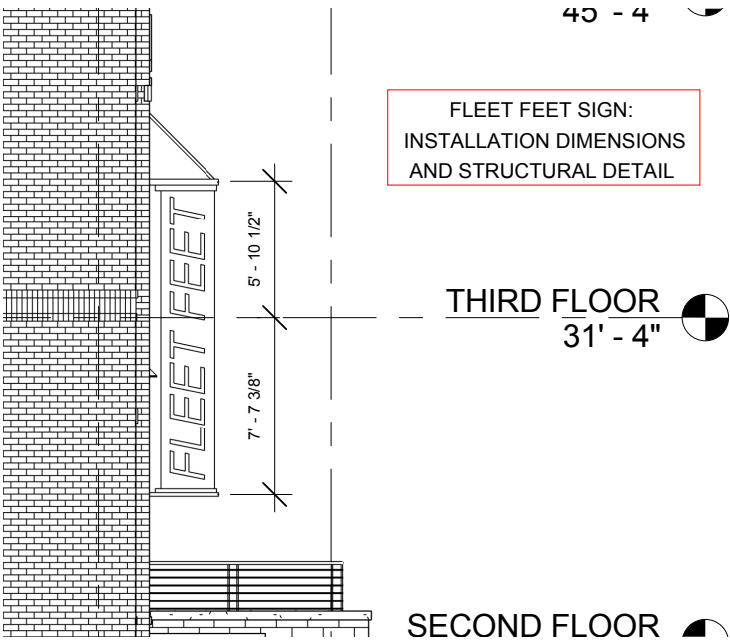 45' - 4"
FLEET FEET SIGN:
INSTALLATION DIMENSIONS
AND STRUCTURAL DETAIL
FLEET FEET
5' - 10 1/2"
THIRD FLOOR
31' - 4"
7' - 7 3/8"
SECOND FLOOR